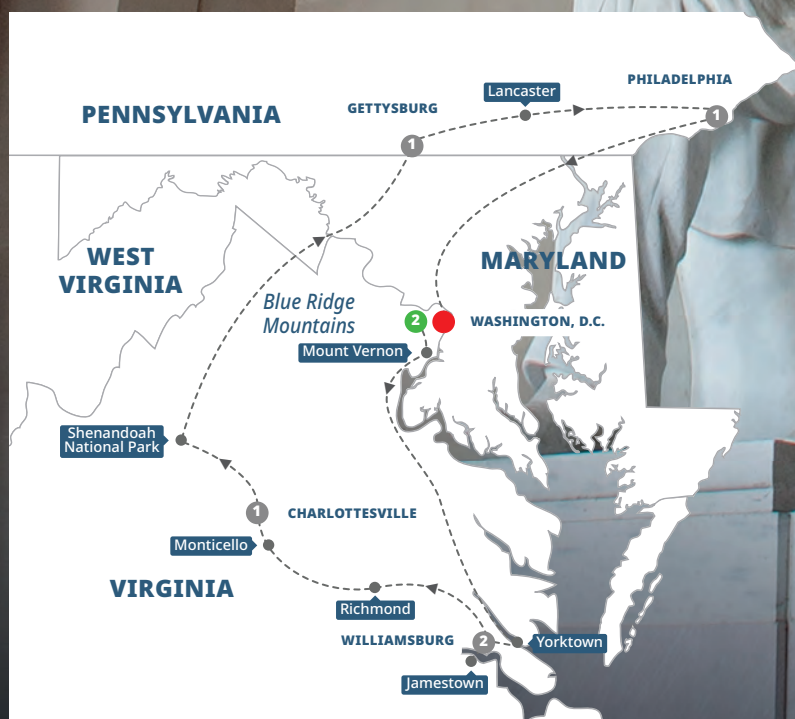 PHILADELPHIA
Lancaster
GETTYSBURG
PENNSYLVANIA
1
1
WEST
VIRGINIA
MARYLAND
Blue Ridge
Mountains
2
WASHINGTON, D.C.
Mount Vernon
Shenandoah
National Park
1
CHARLOTTESVILLE
Monticello
VIRGINIA
Richmond
WILLIAMSBURG
2
Yorktown
Jamestown